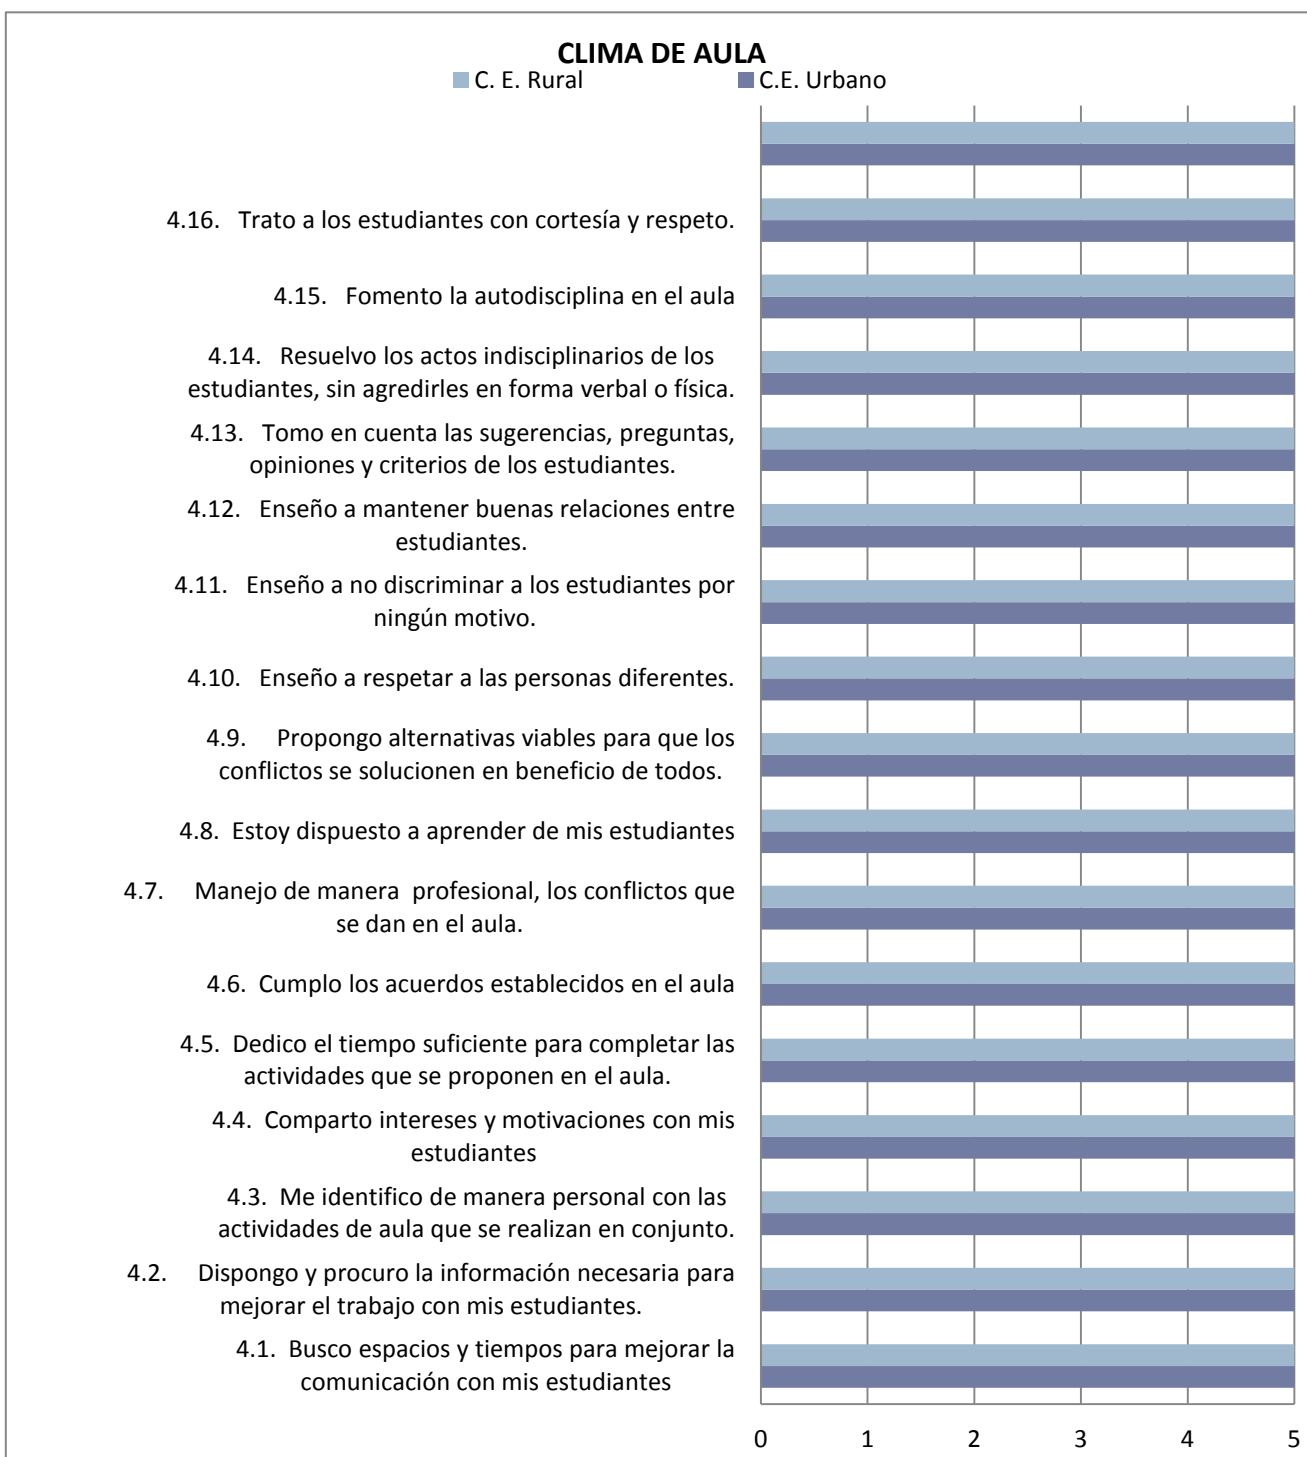 CLIMA DE AULA
C. E. Rural
C.E. Urbano
4.16. Trato a los estudiantes con cortesía y respeto.
4.15. Fomento la autodisciplina en el aula
4.14. Resuelvo los actos indisciplinarios de los
estudiantes, sin agredirles en forma verbal o física.
4.13. Tomo en cuenta las sugerencias, preguntas,
opiniones y criterios de los estudiantes.
4.12. Enseño a mantener buenas relaciones entre
estudiantes.
4.11. Enseño a no discriminar a los estudiantes por
ningún motivo.
4.10. Enseño a respetar a las personas diferentes.
4.9. Propongo alternativas viables para que los
conflictos se solucionen en beneficio de todos.
4.8. Estoy dispuesto a aprender de mis estudiantes
4.7. Manejo de manera profesional, los conflictos que
se dan en el aula.
4.6. Cumplo los acuerdos establecidos en el aula
4.5. Dedico el tiempo suficiente para completar las
actividades que se proponen en el aula.
4.4. Comparto intereses y motivaciones con mis
estudiantes
4.3. Me identifico de manera personal con las
actividades de aula que se realizan en conjunto.
4.2. Dispongo y procuro la información necesaria para
mejorar el trabajo con mis estudiantes.
4.1. Busco espacios y tiempos para mejorar la
comunicación con mis estudiantes
0 1 2 3 4 5